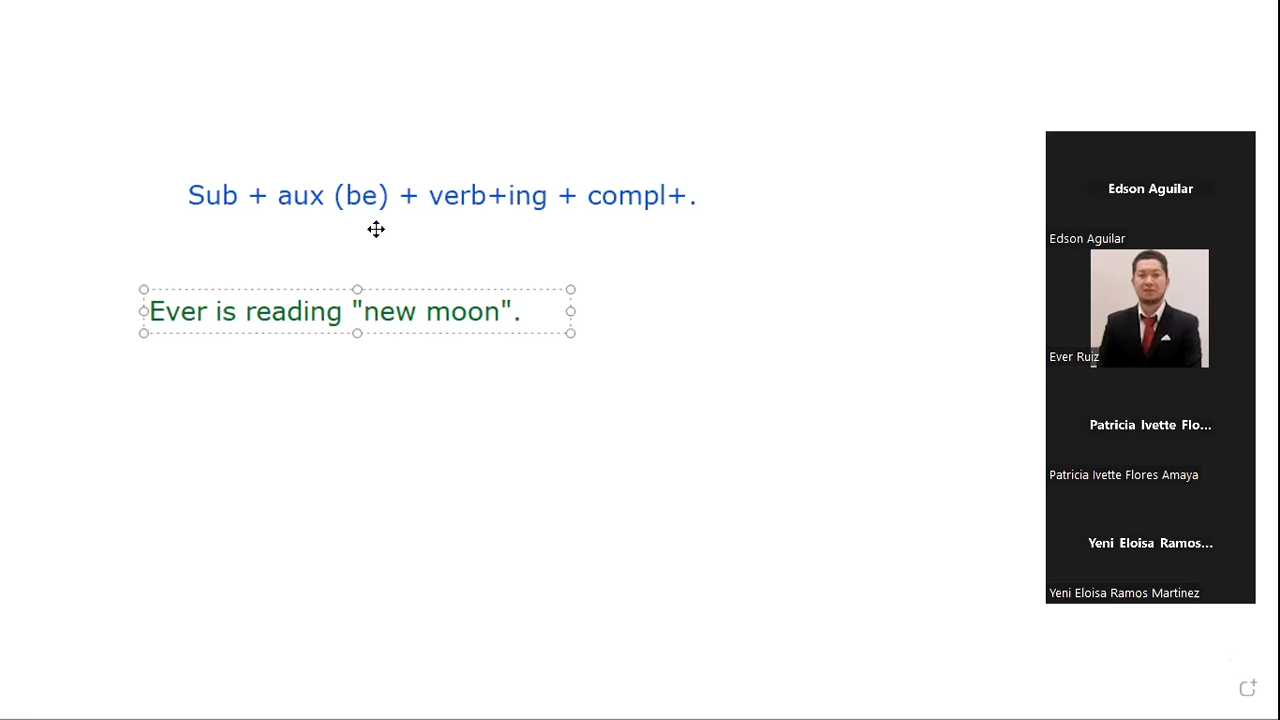 Sub + aux (be) + verb+ing + compl+.
Ever is reading "new moon".
Edson Aguilar
Edson Aguilar
Ever Ruiz
Patricia Ivette Flo...
Patricia Ivette Flores Amaya
Yeni Eloisa Ramos...
Yeni Eloisa Ramos Martinez